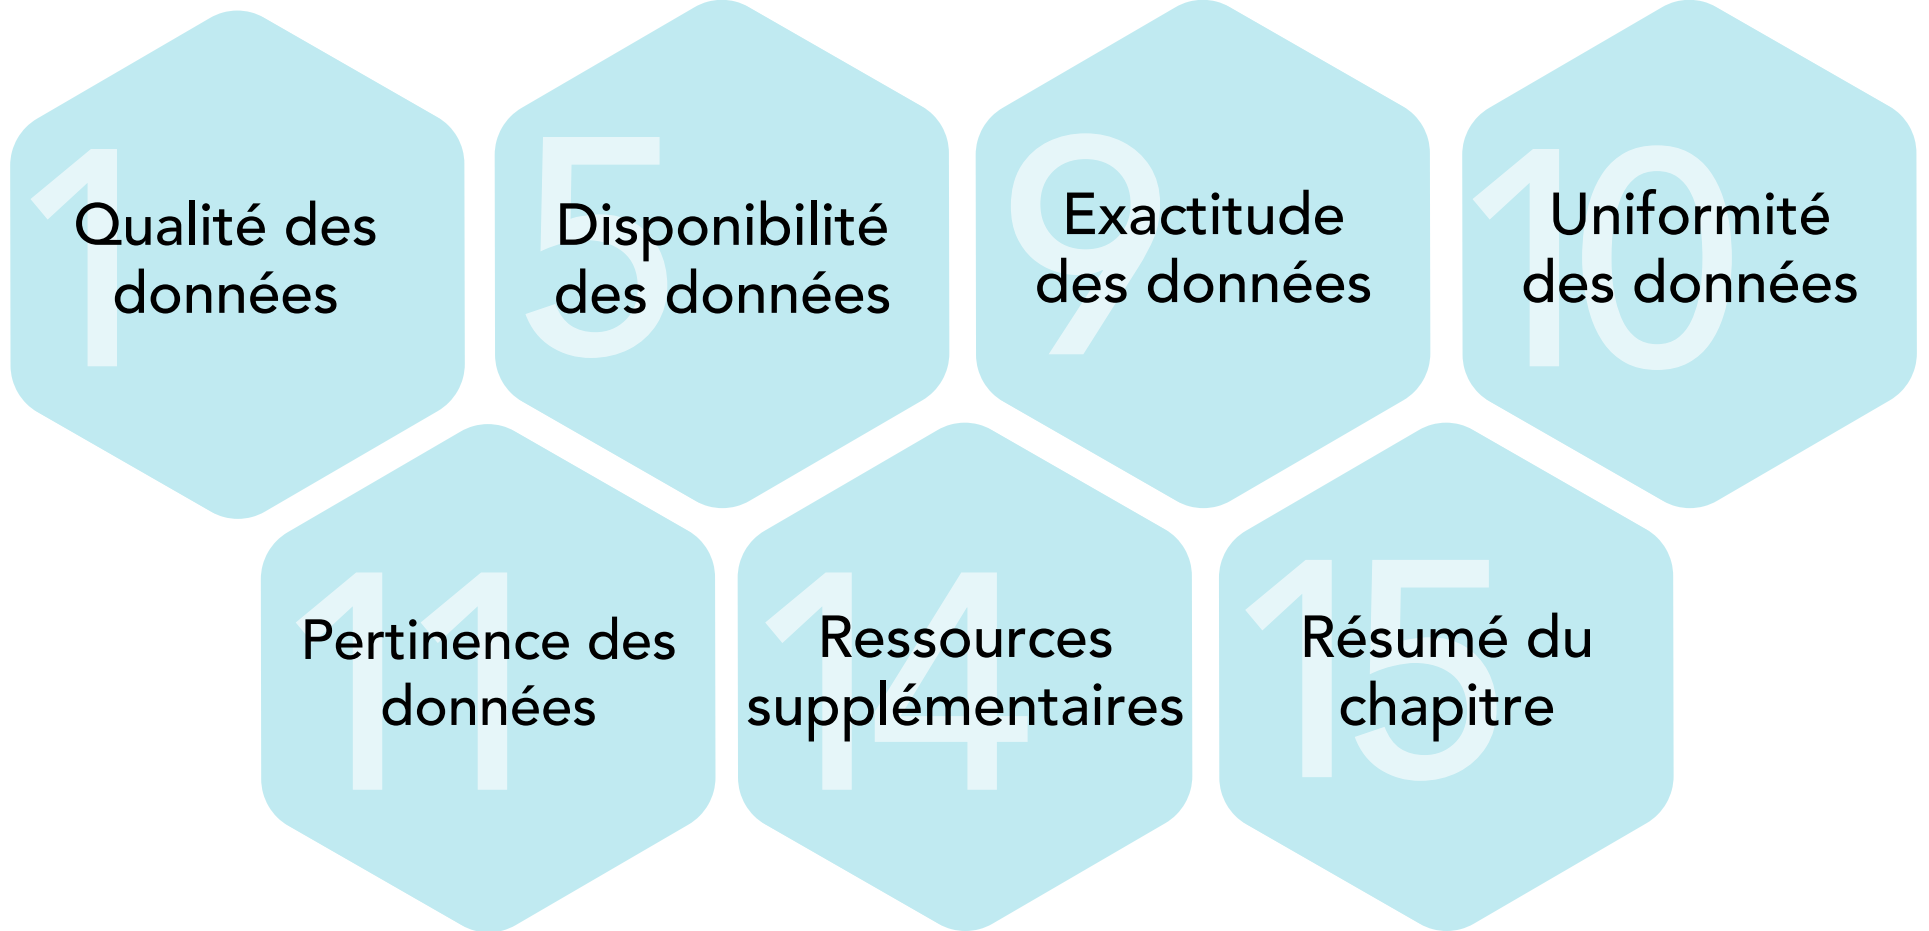 1
Qualité des
données
5
Disponibilité
des données
9
Exactitude
des données
10
Uniformité
des données
11
Pertinence des
données
14
Ressources
supplémentaires
15
Résumé du
chapitre